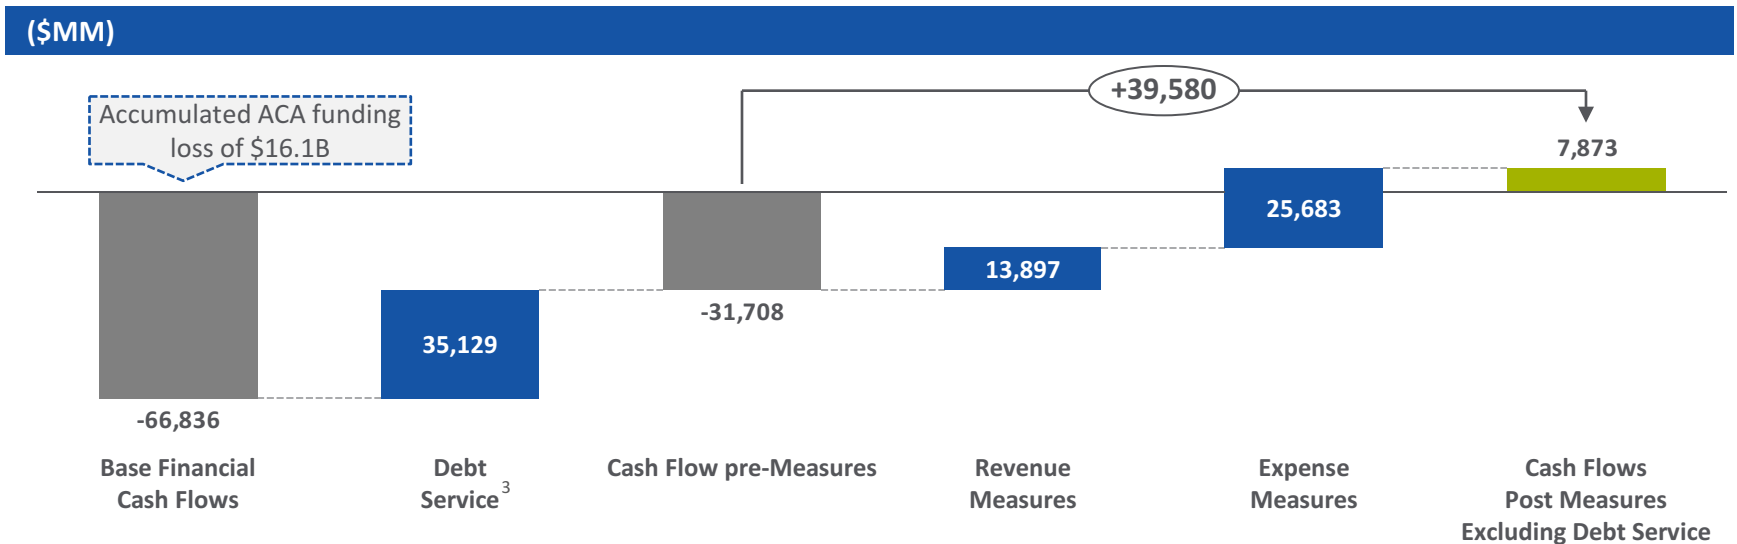 ($MM)
Accumulated ACA funding
loss of $16.1B
+39,580
7,873
25,683
13,897
-31,708
35,129
-66,836
Base Financial
Cash Flows
Debt
Service3
Cash Flow pre-Measures
Revenue
Measures
Expense
Measures
Cash Flows
Post Measures
Excluding Debt Service